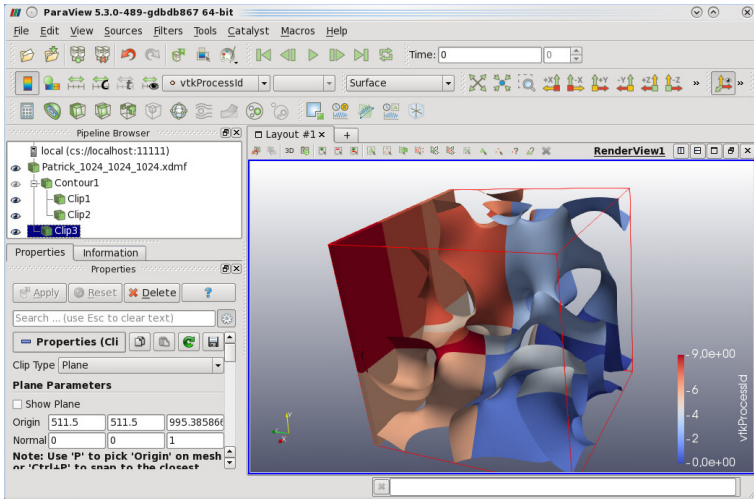 ParaView 5.3.0-489-gdbdb867 64-bit
File Edit View Sources Filters Tools Catalyst Macros Help
Time: 0 0
vtkProcessId Surface
+X -X +Y -Y +Z -Z
Pipeline Browser
local (cs://localhost:11111)
Patrick_1024_1024_1024.xdmf
Contour1
Clip1
Clip2
Clip3
Properties Information
Properties
Apply Reset Delete ?
Search ... (use Esc to clear text)
Properties (Cli
Clip Type Plane
Plane Parameters
Show Plane
Origin 511.5 511.5 995.385866
Normal 0 0 1
Note: Use 'P' to pick 'Origin' on mesh
or 'Ctrl+P' to snap to the closest
Layout #1 +
3D RenderView1
9,0e+00
6
4
2
0,0e+00
vtkProcessId
Y
X